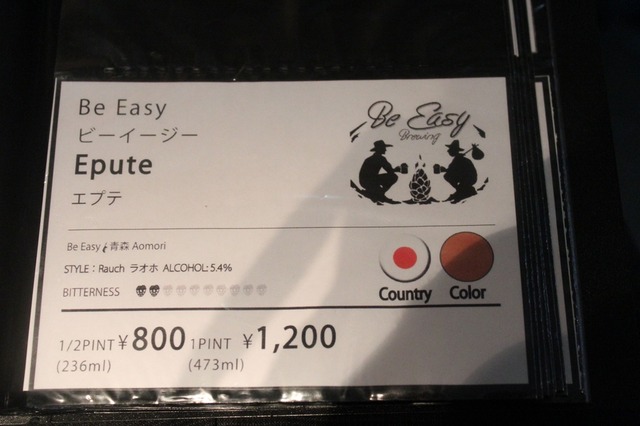 Be Easy
ビーイージー
Epute
エプテ
Be Easy
Brewing
Be Easy 青森 Aomori
STYLE : Rauch ラオホ ALCOHOL: 5.4%
BITTERNESS
Country Color
1/2PINT ¥800 1PINT ¥1,200
(236ml) (473ml)